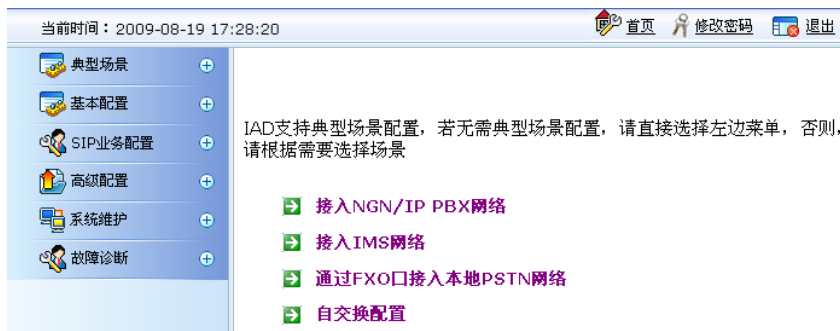 当前时间：2009-08-19 17:28:20 首页 修改密码 退出
典型场景
基本配置
SIP业务配置
高级配置
系统维护
故障诊断
IAD支持典型场景配置，若无需典型场景配置，请直接选择左边菜单，否则，
请根据需要选择场景
接入NGN/IP PBX网络
接入IMS网络
通过FXO口接入本地PSTN网络
自交换配置